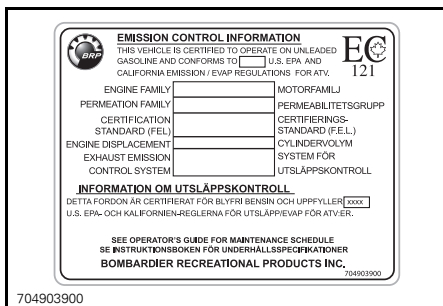 BRP
EMISSION CONTROL INFORMATION
THIS VEHICLE IS CERTIFIED TO OPERATE ON UNLEADED
GASOLINE AND CONFORMS TO U.S. EPA AND
CALIFORNIA EMISSION / EVAP REGULATIONS FOR ATV.
EC
121
ENGINE FAMILY MOTORFAMILJ
PERMEATION FAMILY PERMEABILITETSGRUPP
CERTIFICATION CERTIFIERINGS-
STANDARD (FEL) STANDARD (F.E.L.)
ENGINE DISPLACEMENT CYLINDERVOLYM
EXHAUST EMISSION SYSTEM FÖR
CONTROL SYSTEM UTSLÄPPSKONTROLL
INFORMATION OM UTSLÄPPSKONTROLL
DETTA FORDON ÄR CERTIFIERAT FÖR BLYFRI BENSIN OCH UPPFYLLER xxxx
U.S. EPA- OCH KALIFORNIEN-REGLERNA FÖR UTSLÄPP/EVAP FÖR ATV:ER.
SEE OPERATOR'S GUIDE FOR MAINTENANCE SCHEDULE
SE INSTRUKTIONSBOKEN FÖR UNDERHÅLLSSPECIFIKATIONER
BOMBARDIER RECREATIONAL PRODUCTS INC.
704903900
704903900